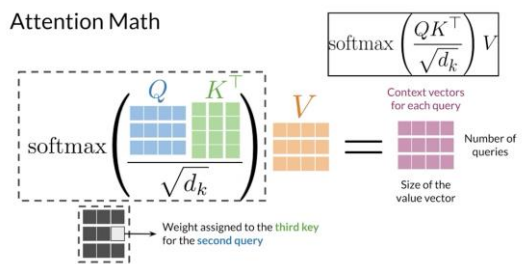 Attention Math
softmax(QK^⊤/√d_k)V
Q K^⊤ V
softmax
√d_k
=
Context vectors
for each query
Number of
queries
Size of the
value vector
Weight assigned to the third key
for the second query